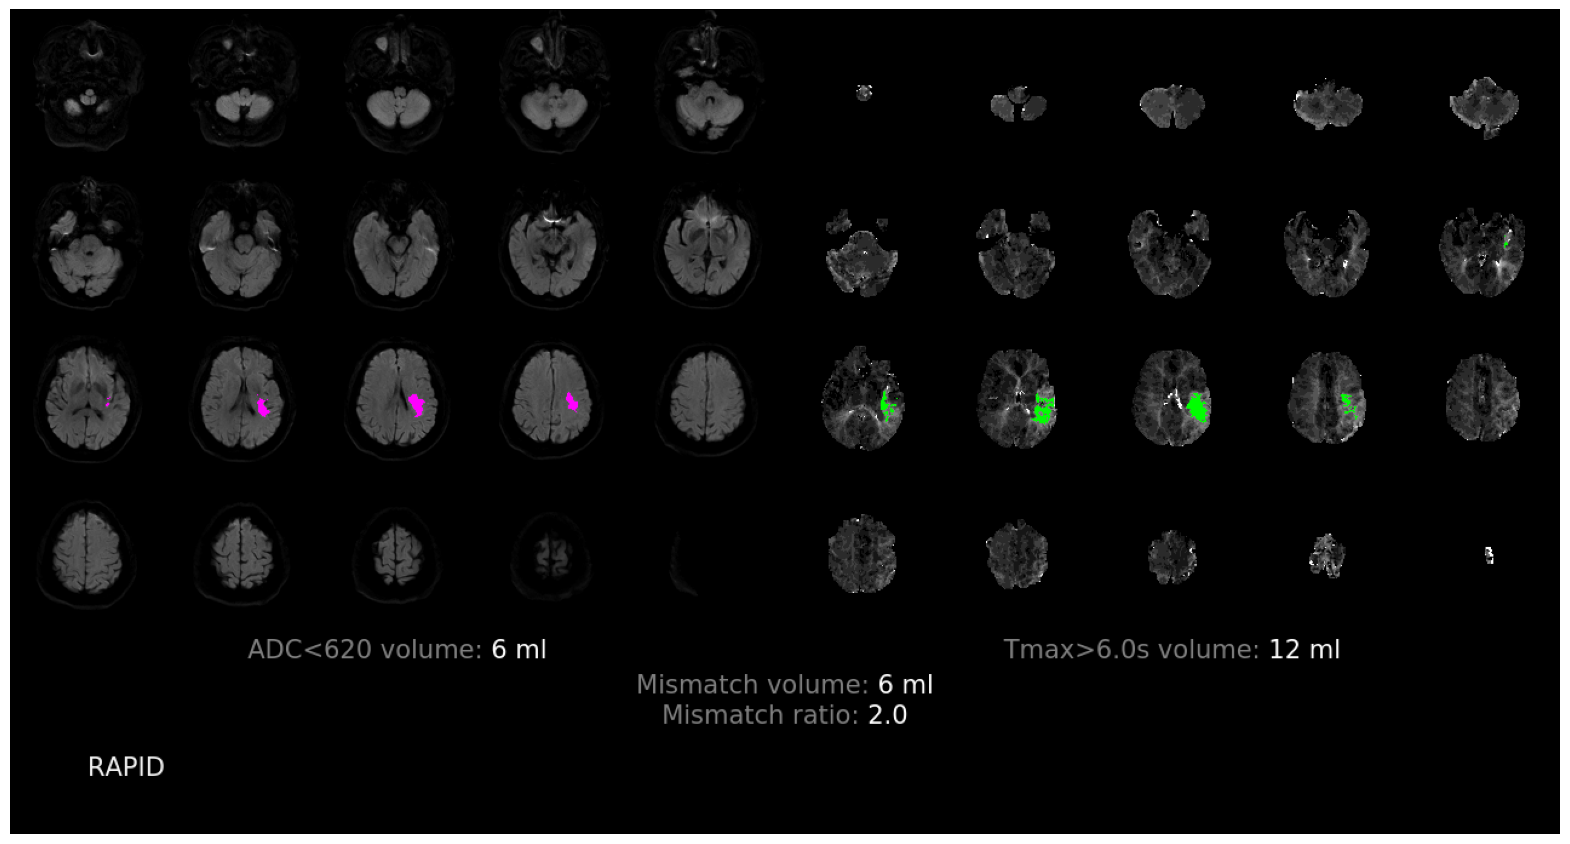 ADC<620 volume: 6 ml
Tmax>6.0s volume: 12 ml
Mismatch volume: 6 ml
Mismatch ratio: 2.0
RAPID